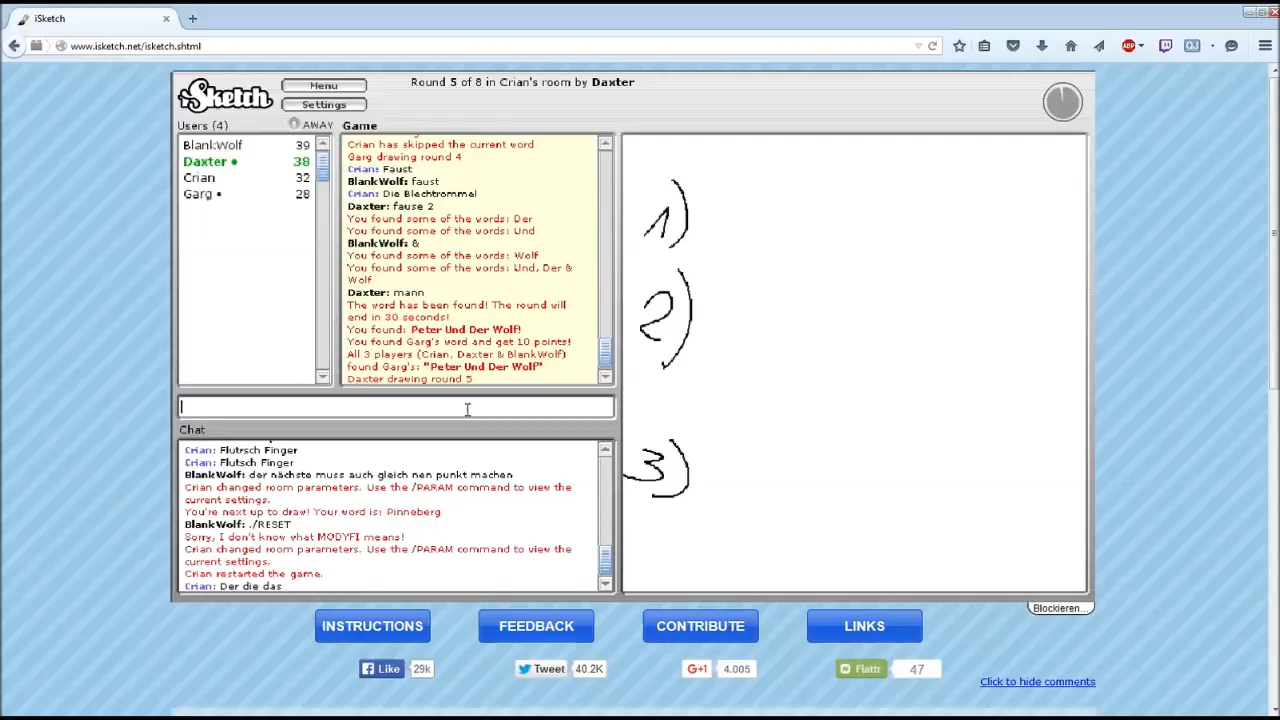 iSketch
www.isketch.net/isketch.shtml
ABP
iSketch
Menu
Settings
Round 5 of 8 in Crian's room by Daxter
Users (4)
AWAY
Game
BlankWolf 39
Daxter • 38
Crian 32
Garg • 28
Crian has skipped the current word
Garg drawing round 4
Crian: Faust
BlankWolf: faust
Crian: Die Blechtrommel
Daxter: fause 2
You found some of the words: Der
You found some of the words: Und
BlankWolf: &
You found some of the words: Wolf
You found some of the words: Und, Der &
Wolf
Daxter: mann
The word has been found! The round will
end in 30 seconds!
You found: Peter Und Der Wolf!
You found Garg's word and get 10 points!
All 3 players (Crian, Daxter & BlankWolf)
found Garg's: "Peter Und Der Wolf"
Daxter drawing round 5
1)
2)
3)
Chat
Crian: Flutrsch Finger
Crian: Flutsch Finger
BlankWolf: der nächste muss auch gleich nen punkt machen
Crian changed room parameters. Use the /PARAM command to view the
current settings.
You're next up to draw! Your word is: Pinneberg
BlankWolf: ./RESET
Sorry, I don't know what MODYFI means!
Crian changed room parameters. Use the /PARAM command to view the
current settings.
Crian restarted the game.
Crian: Der die das
Blockieren...
INSTRUCTIONS
FEEDBACK
CONTRIBUTE
LINKS
Like 29k
Tweet 40.2K
G+1 4.005
Flattr 47
Click to hide comments